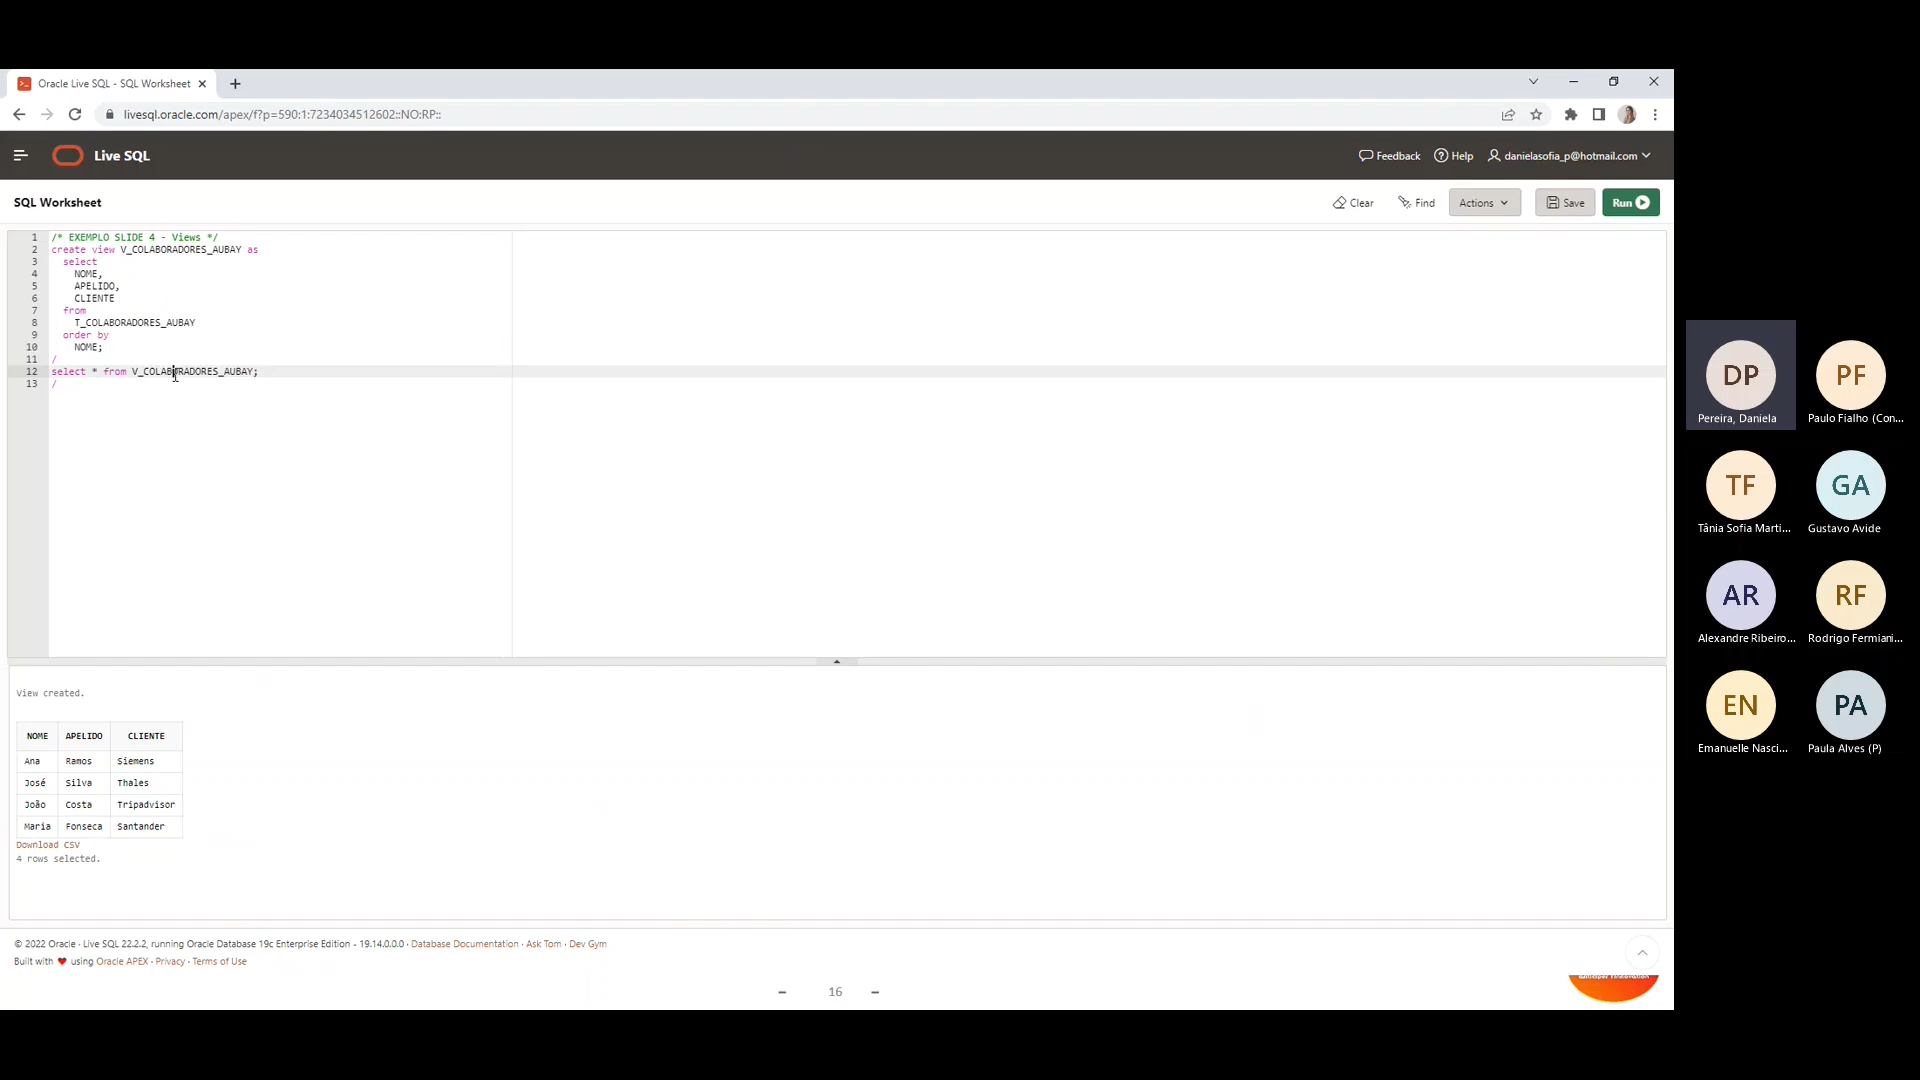 Oracle Live SQL - SQL Worksheet
livesql.oracle.com/apex/f?p=590:1:7234034512602::NO:RP::
Live SQL
Feedback
Help
danielasofia_p@hotmail.com
SQL Worksheet
Clear
Find
Actions
Save
Run
1 /* EXEMPLO SLIDE 4 - Views */
2 create view V_COLABORADORES_AUBAY as
3 select
4 NOME,
5 APELIDO,
6 CLIENTE
7 from
8 T_COLABORADORES_AUBAY
9 order by
10 NOME;
11 /
12 select * from V_COLABORADORES_AUBAY;
13 /
View created.
NOME APELIDO CLIENTE
Ana Ramos Siemens
José Silva Thales
João Costa Tripadvisor
Maria Fonseca Santander
Download CSV
4 rows selected.
© 2022 Oracle · Live SQL 22.2.2, running Oracle Database 19c Enterprise Edition - 19.14.0.0.0 · Database Documentation · Ask Tom · Dev Gym
Built with ❤ using Oracle APEX · Privacy · Terms of Use
– 16 –
DP
Pereira, Daniela
PF
Paulo Fialho (Con...
TF
Tânia Sofia Marti...
GA
Gustavo Avide
AR
Alexandre Ribeiro...
RF
Rodrigo Fermiani...
EN
Emanuelle Nasci...
PA
Paula Alves (P)